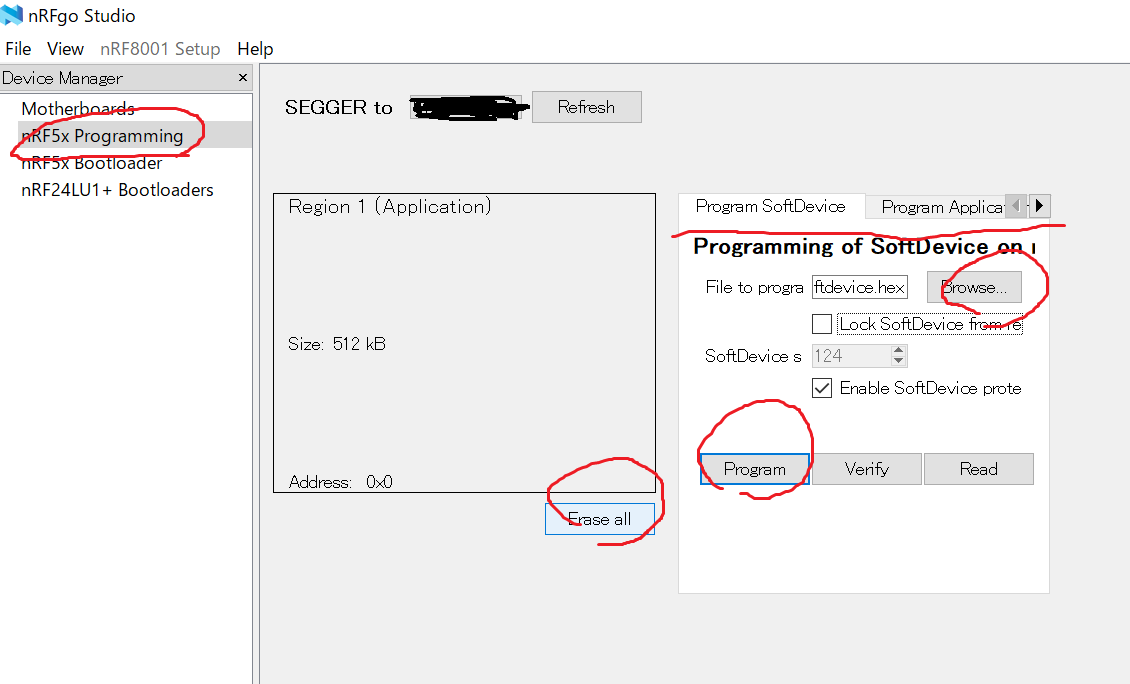 nRFgo Studio
File View nRF8001 Setup Help
Device Manager ×
Motherboards
nRF5x Programming
nRF5x Bootloader
nRF24LU1+ Bootloaders
SEGGER to Refresh
Region 1 (Application)
Size: 512 kB
Address: 0x0
Erase all
Program SoftDevice Program Applica
Programming of SoftDevice on
File to progra ftdevice.hex Browse...
Lock SoftDevice from re
SoftDevice s 124
Enable SoftDevice prote
Program Verify Read